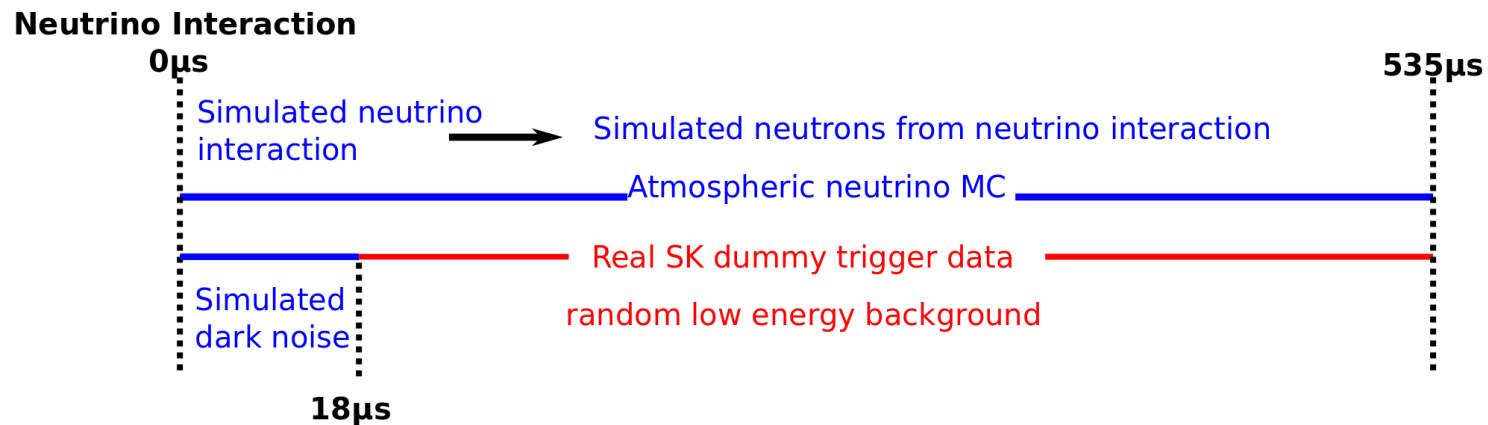 Neutrino Interaction
0μs
535μs
Simulated neutrino
interaction
Simulated neutrons from neutrino interaction
Atmospheric neutrino MC
Real SK dummy trigger data
random low energy background
Simulated
dark noise
18μs